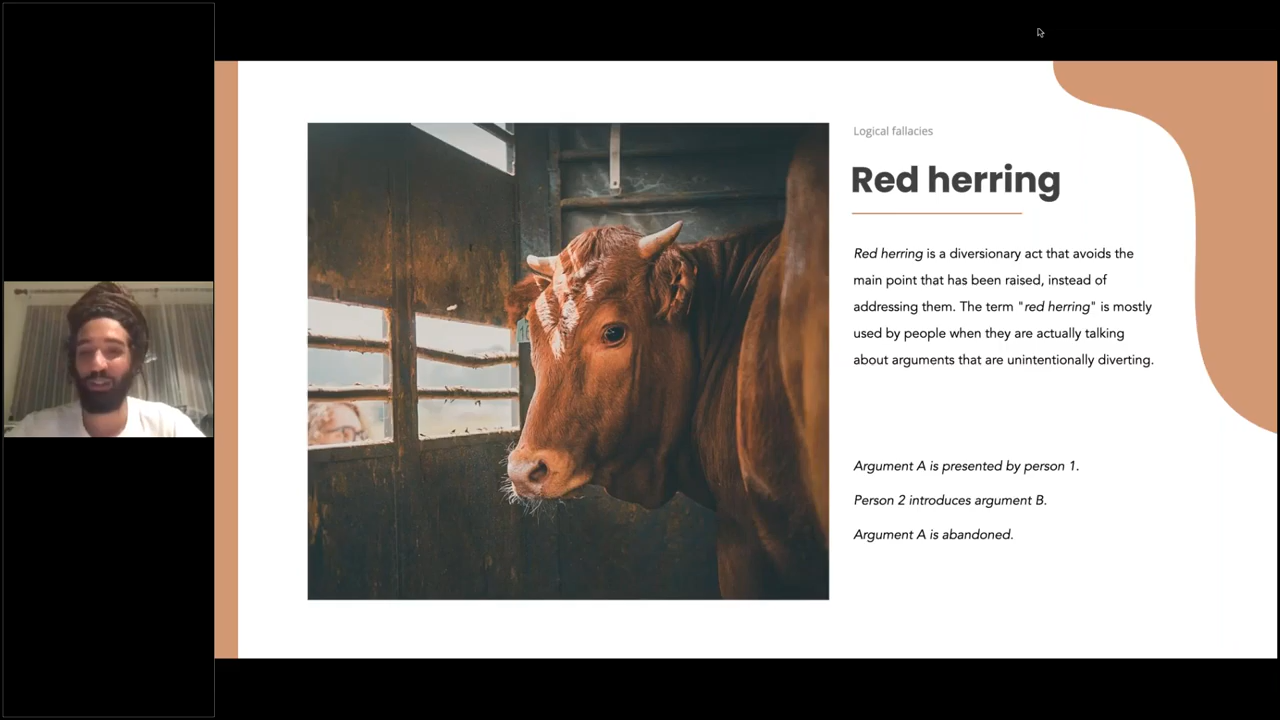 Logical fallacies
Red herring
Red herring is a diversionary act that avoids the
main point that has been raised, instead of
addressing them. The term "red herring" is mostly
used by people when they are actually talking
about arguments that are unintentionally diverting.
Argument A is presented by person 1.
Person 2 introduces argument B.
Argument A is abandoned.